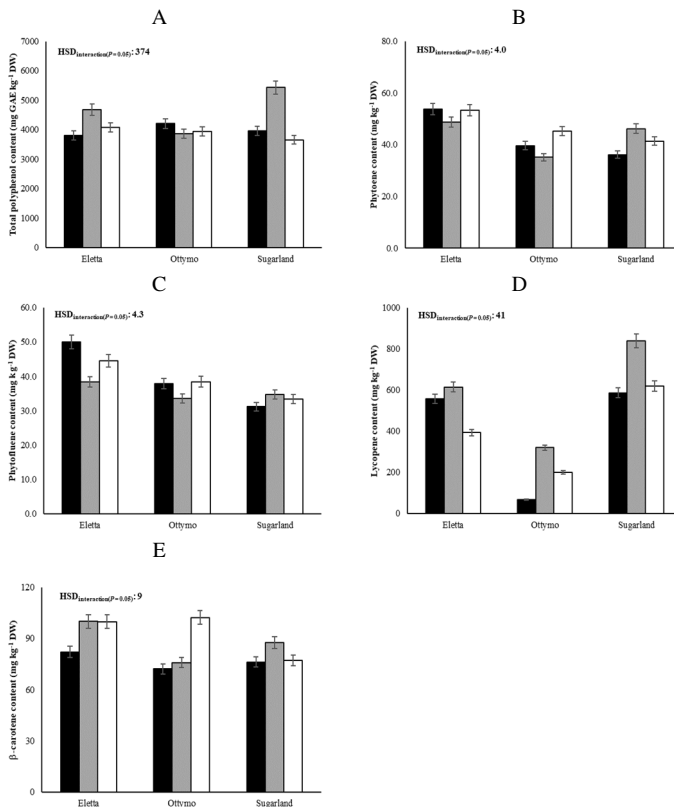 A
Total polyphenol content (mg GAE kg⁻¹ DW)
7000
6000
5000
4000
3000
2000
1000
0
HSDinteraction(P = 0.05): 374
Eletta Ottymo Sugarland
B
Phytoene content (mg kg⁻¹ DW)
80.0
60.0
40.0
20.0
0.0
HSDinteraction(P = 0.05): 4.0
Eletta Ottymo Sugarland
C
Phytofluene content (mg kg⁻¹ DW)
60.0
50.0
40.0
30.0
20.0
10.0
0.0
HSDinteraction(P = 0.05): 4.3
Eletta Ottymo Sugarland
D
Lycopene content (mg kg⁻¹ DW)
1000
800
600
400
200
0
HSDinteraction(P = 0.05): 41
Eletta Ottymo Sugarland
E
β-carotene content (mg kg⁻¹ DW)
120
90
60
30
0
HSDinteraction(P = 0.05): 9
Eletta Ottymo Sugarland